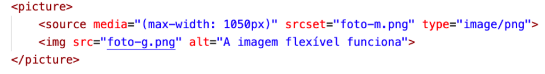 <picture>
<source media="(max-width: 1050px)" srcset="foto-m.png" type="image/png">
<img src="foto-g.png" alt="A imagem flexível funciona">
</picture>